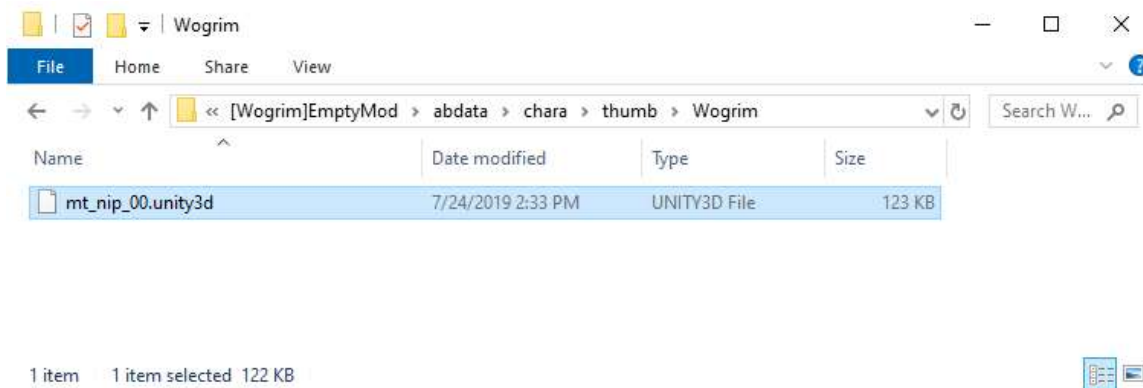 Wogrim
File Home Share View
« [Wogrim]EmptyMod > abdata > chara > thumb > Wogrim Search W...
Name Date modified Type Size
mt_nip_00.unity3d 7/24/2019 2:33 PM UNITY3D File 123 KB
1 item 1 item selected 122 KB